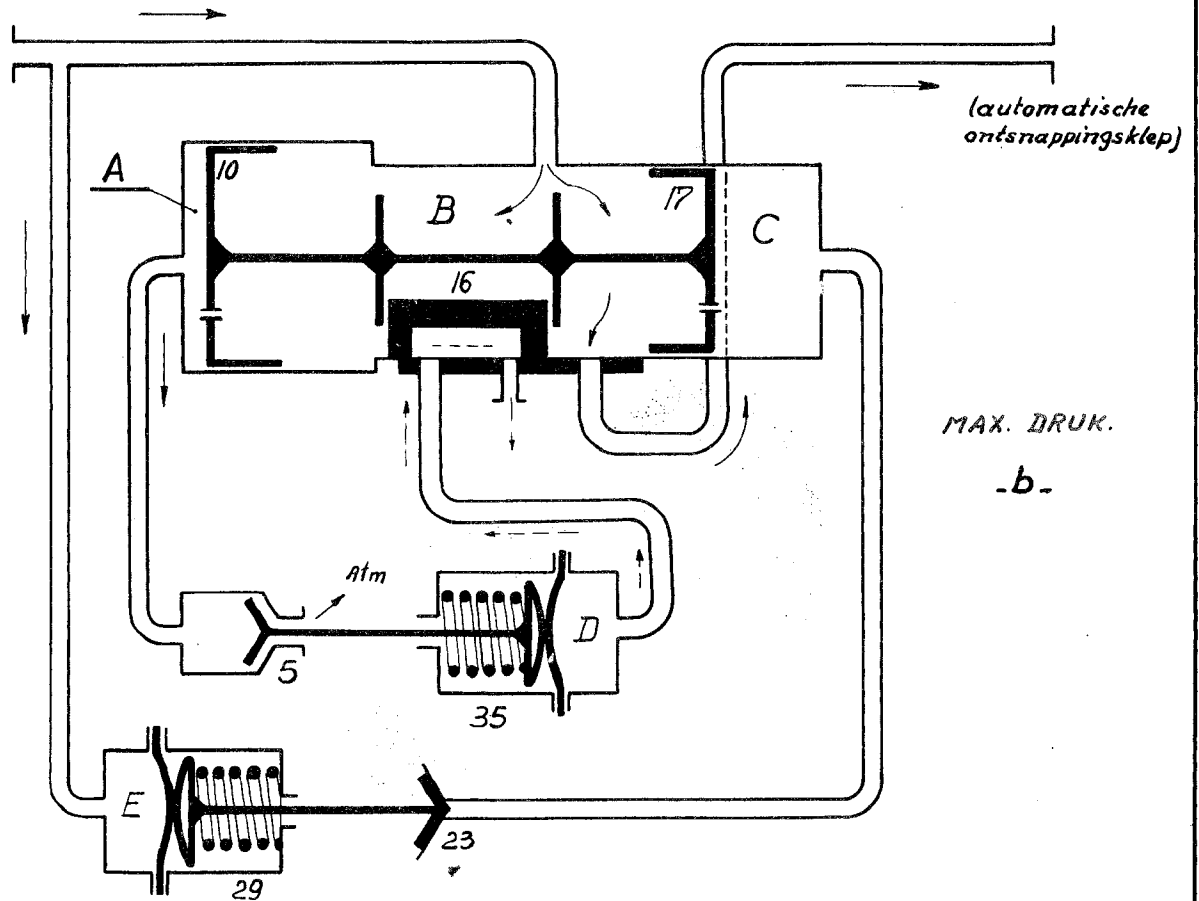 (automatische
ontsnappingsklep)
A
10
B
17
C
16
MAX. DRUK.
-b-
Atm
D
5
35
E
23
29